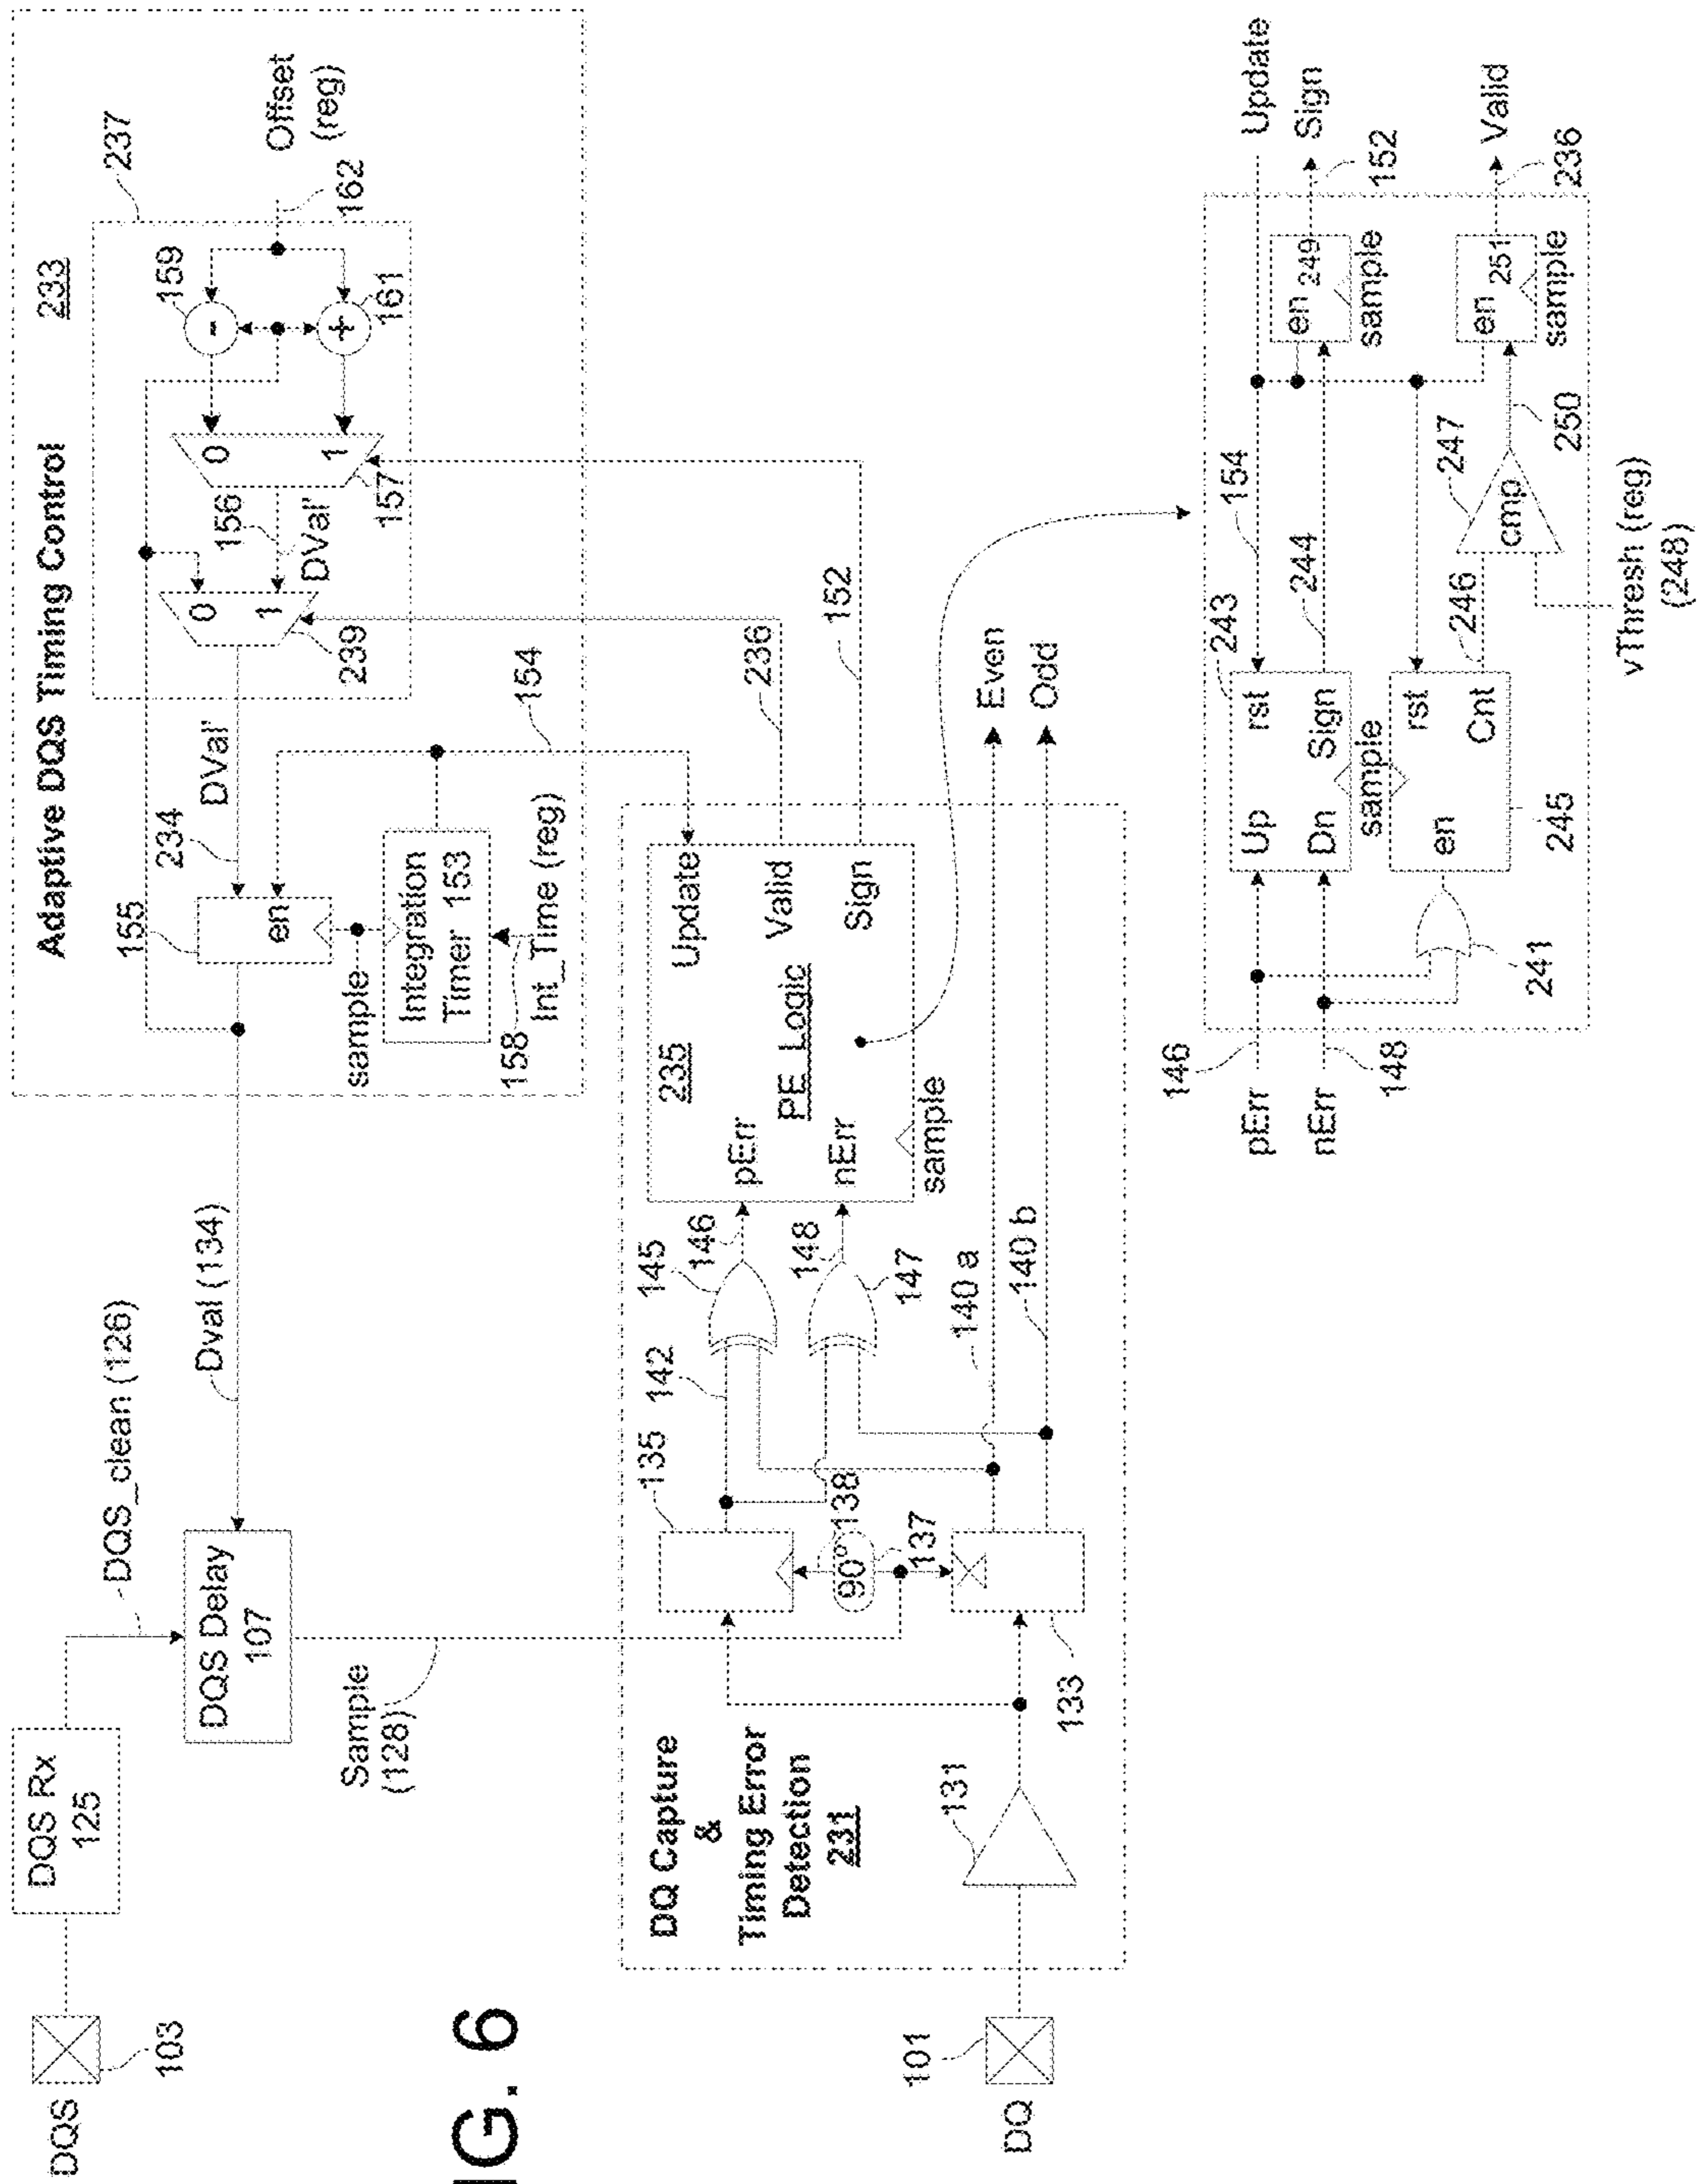 DQS
103
DQS Rx
125
DQS_clean (126)
DQS Delay
107
Dval (134)
Sample
(128)
Adaptive DQS Timing Control
233
155
234
DVal'
en
sample
Integration
Timer 153
158
Int_Time (reg)
154
0
1
239
156
DVal'
0
1
157
237
-
159
+
161
162
Offset
(reg)
IG. 6
DQ
101
DQ Capture
&
Timing Error
Detection
231
131
133
135
90°
138
137
142
145
146
147
148
140 a
140 b
235
PE Logic
pErr
nErr
sample
Update
Valid
Sign
236
152
Even
Odd
pErr
146
nErr
148
241
Up
rst
Dn
Sign
243
sample
en
rst
Cnt
245
154
244
246
cmp
247
vThresh (reg)
(248)
250
en
249
sample
en
251
sample
Update
Sign
152
Valid
236